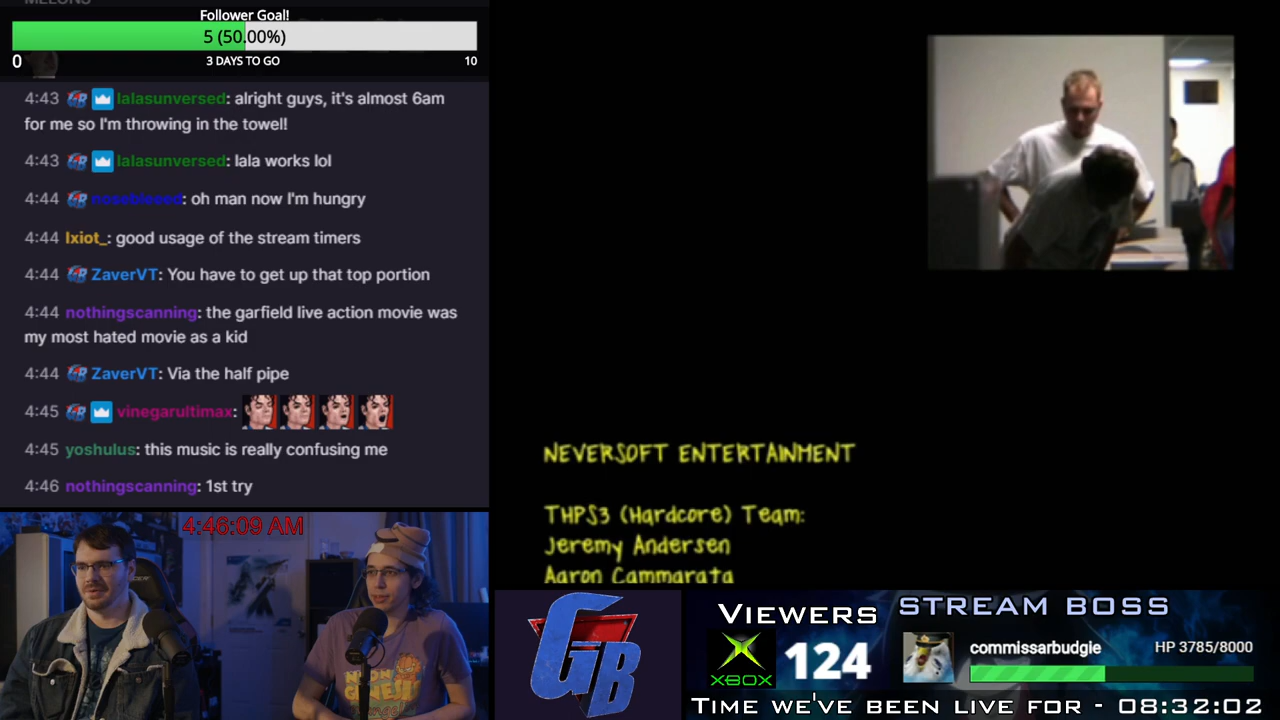 Follower Goal!
5 (50.00%)
0 3 DAYS TO GO 10
4:43 lalasunversed: alright guys, it's almost 6am
for me so I'm throwing in the towel!
4:43 lalasunversed: lala works lol
4:44 nosebleeed: oh man now I'm hungry
4:44 Ixiot_: good usage of the stream timers
4:44 ZaverVT: You have to get up that top portion
4:44 nothingscanning: the garfield live action movie was
my most hated movie as a kid
4:44 ZaverVT: Via the half pipe
4:45 vinegarultimax:
4:45 yoshulus: this music is really confusing me
4:46 nothingscanning: 1st try
4:46:09 AM
NEVERSOFT ENTERTAINMENT
THPS3 (Hardcore) Team:
Jeremy Andersen
Aaron Cammarata
GB
VIEWERS
XBOX
124
STREAM BOSS
commissarbudgie HP 3785/8000
TIME WE'VE BEEN LIVE FOR - 08:32:02